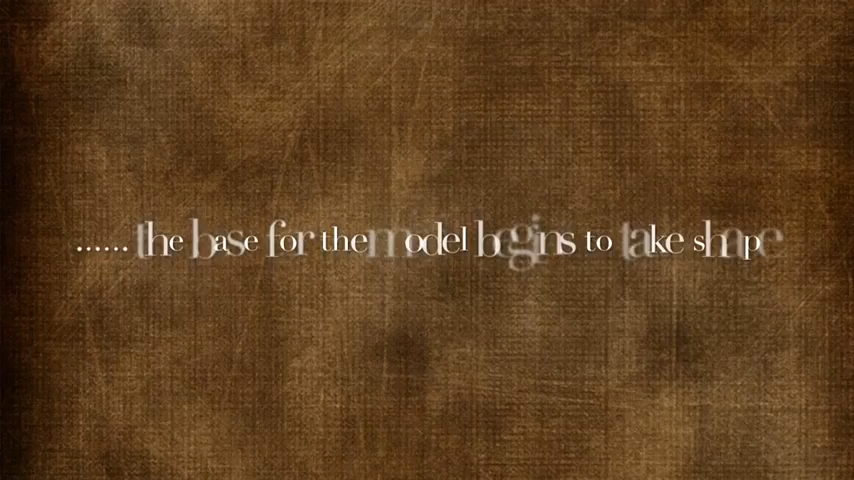 ...... the base for the model begins to take shape